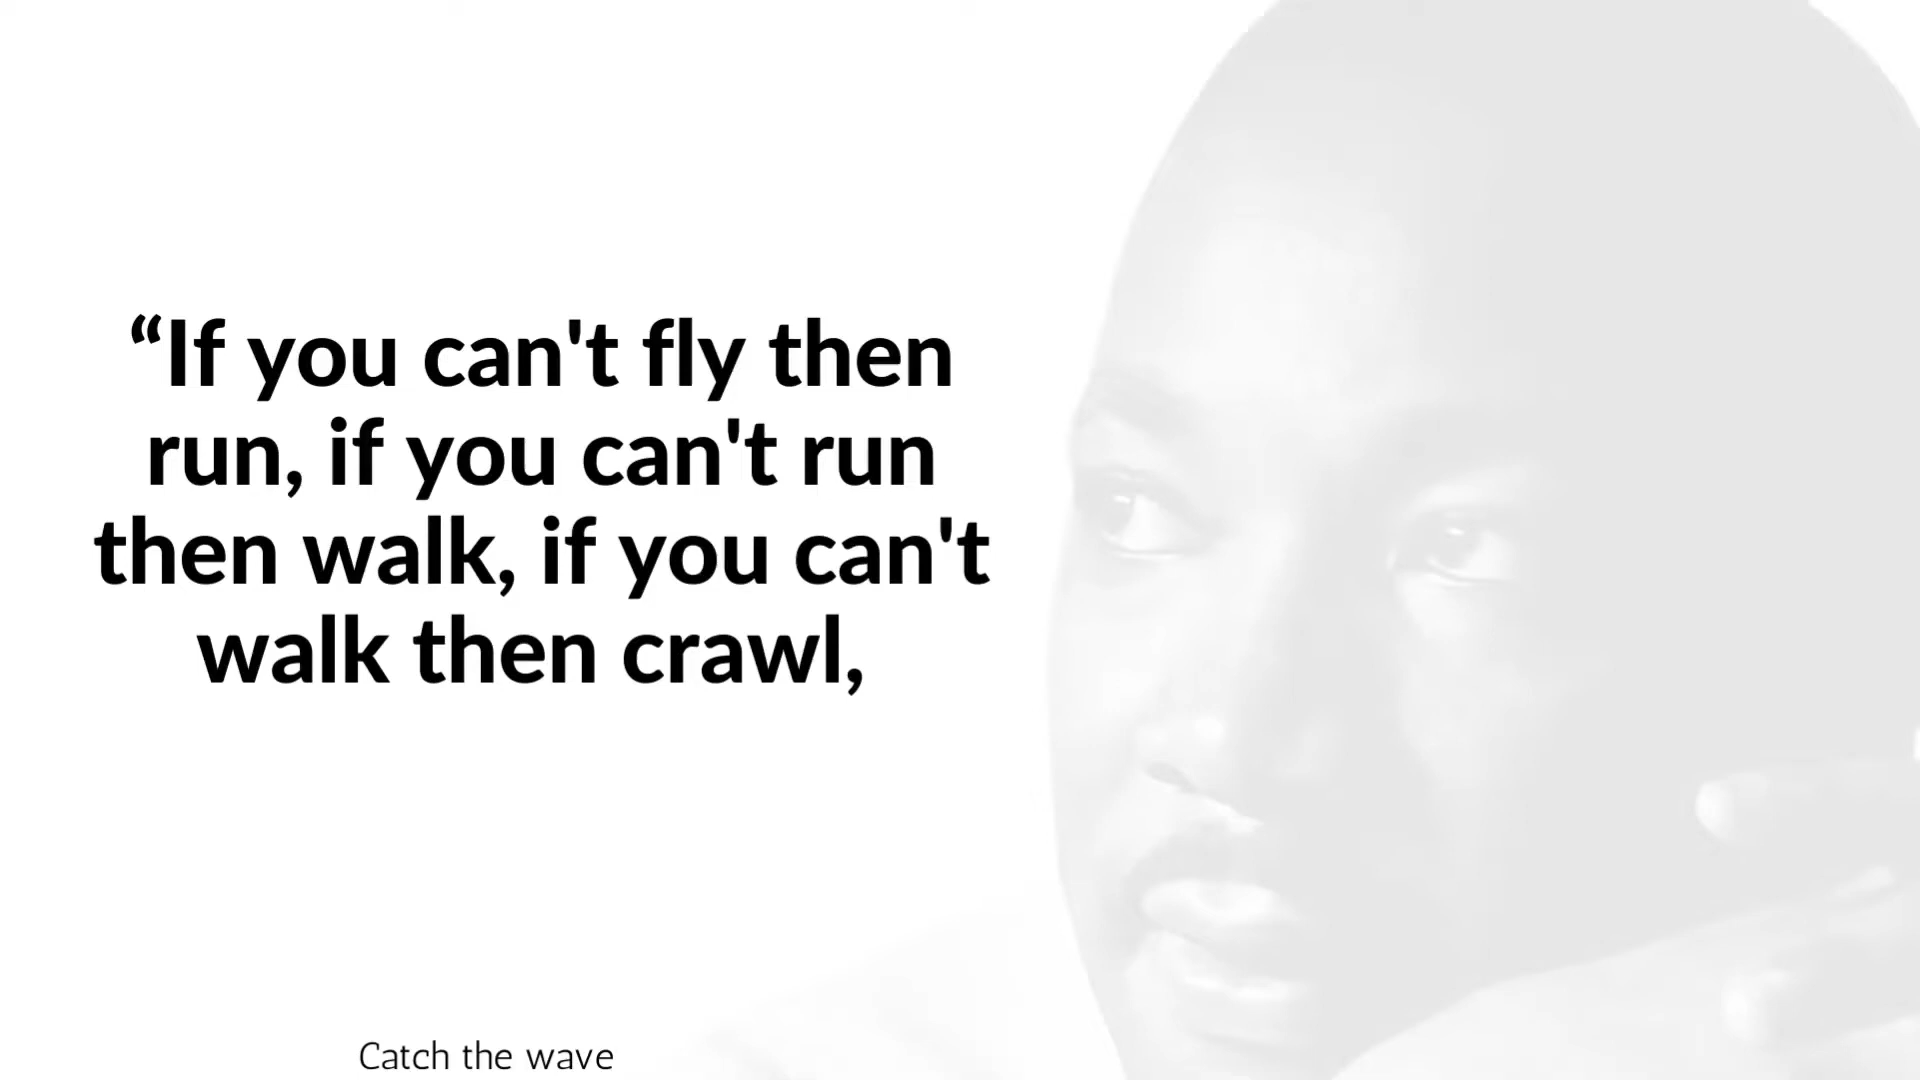 “If you can't fly then
run, if you can't run
then walk, if you can't
walk then crawl,
Catch the wave